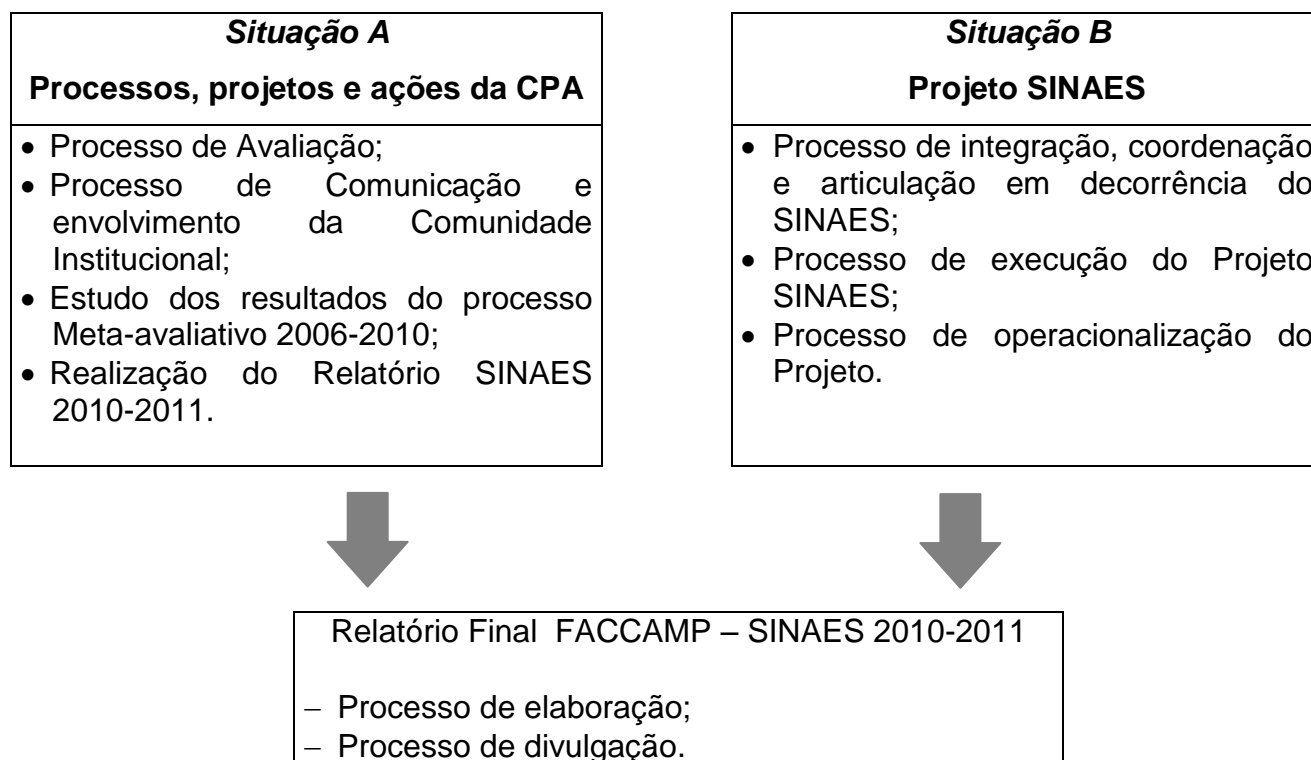 Situação A
Processos, projetos e ações da CPA
• Processo de Avaliação;
• Processo de Comunicação e
envolvimento da Comunidade
Institucional;
• Estudo dos resultados do processo
Meta-avaliativo 2006-2010;
• Realização do Relatório SINAES
2010-2011.
Situação B
Projeto SINAES
• Processo de integração, coordenação
e articulação em decorrência do
SINAES;
• Processo de execução do Projeto
SINAES;
• Processo de operacionalização do
Projeto.
Relatório Final FACCAMP – SINAES 2010-2011
– Processo de elaboração;
– Processo de divulgação.